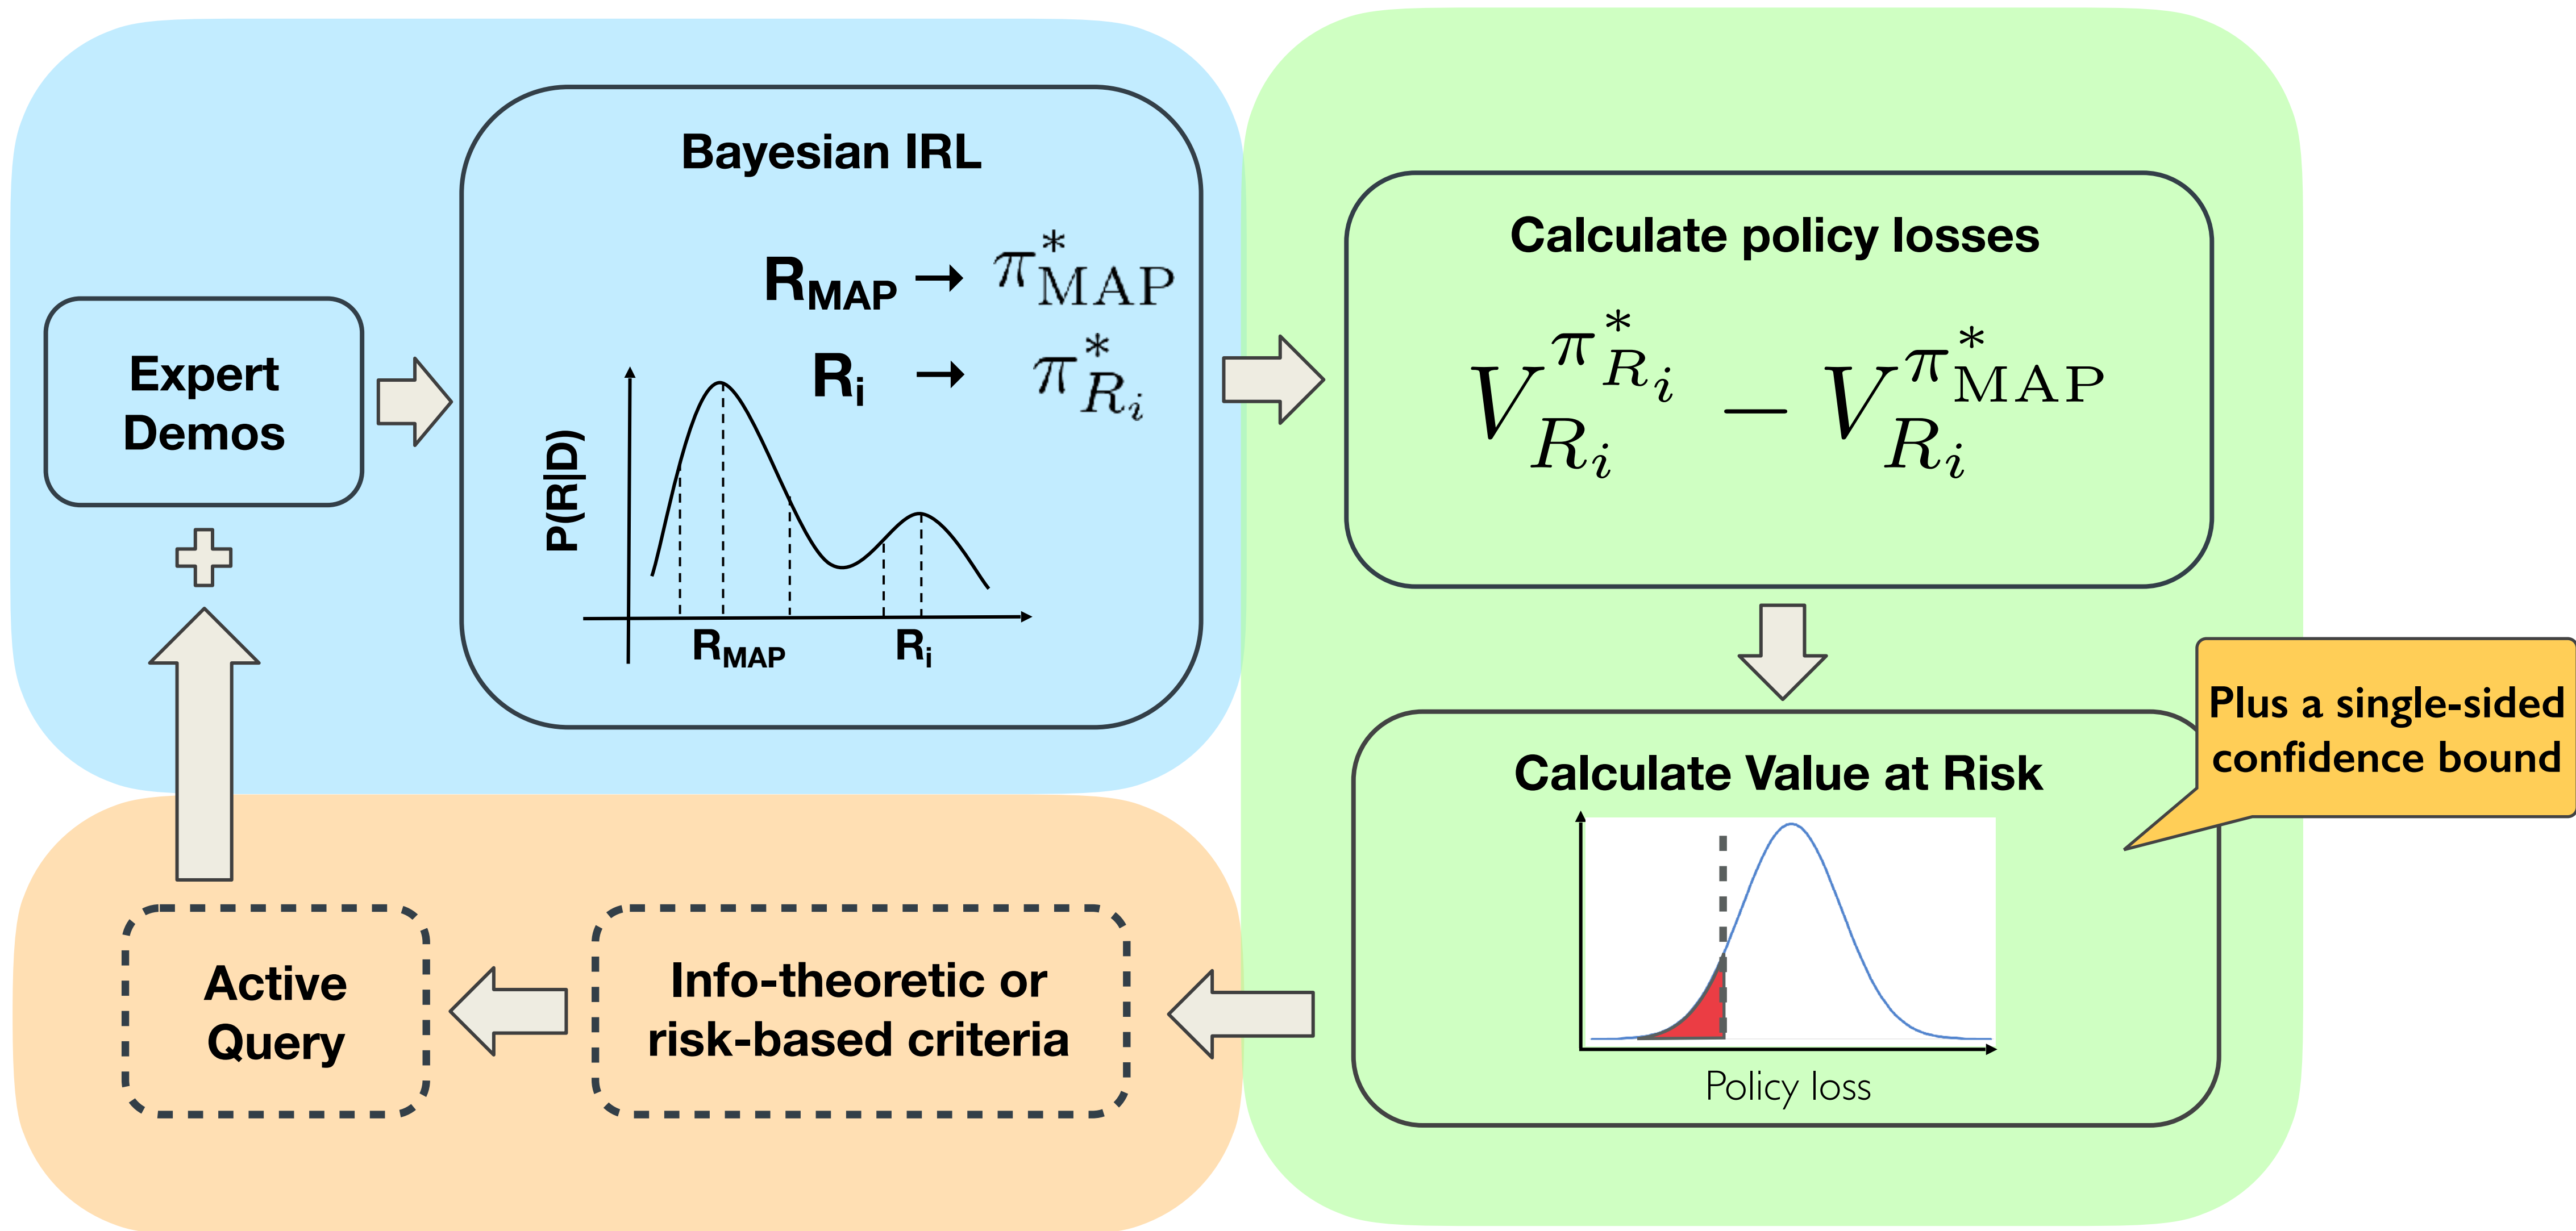 Bayesian IRL
R_MAP → π*_MAP
R_i → π*_{R_i}
Expert
Demos
P(R|D)
R_MAP
R_i
Calculate policy losses
V^{π*_{R_i}}_{R_i} − V^{π*_MAP}_{R_i}
Plus a single-sided
confidence bound
Calculate Value at Risk
Policy loss
Info-theoretic or
risk-based criteria
Active
Query